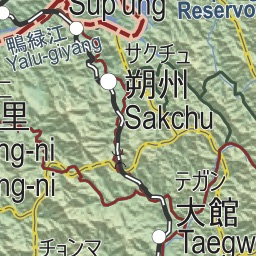 Sup'ung
Reservo
鴨緑江
Yalu-giyang
サクチュ
朔州
Sakchu
里
ng-ni
ng-ni
テガン
大館
Taegw
チョンマ